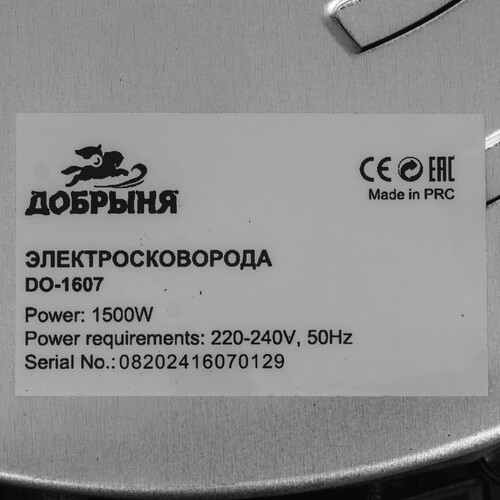 ДОБРЫНЯ
CE EAC
Made in PRC
ЭЛЕКТРОСКОВОРОДА
DO-1607
Power: 1500W
Power requirements: 220-240V, 50Hz
Serial No.: 08202416070129